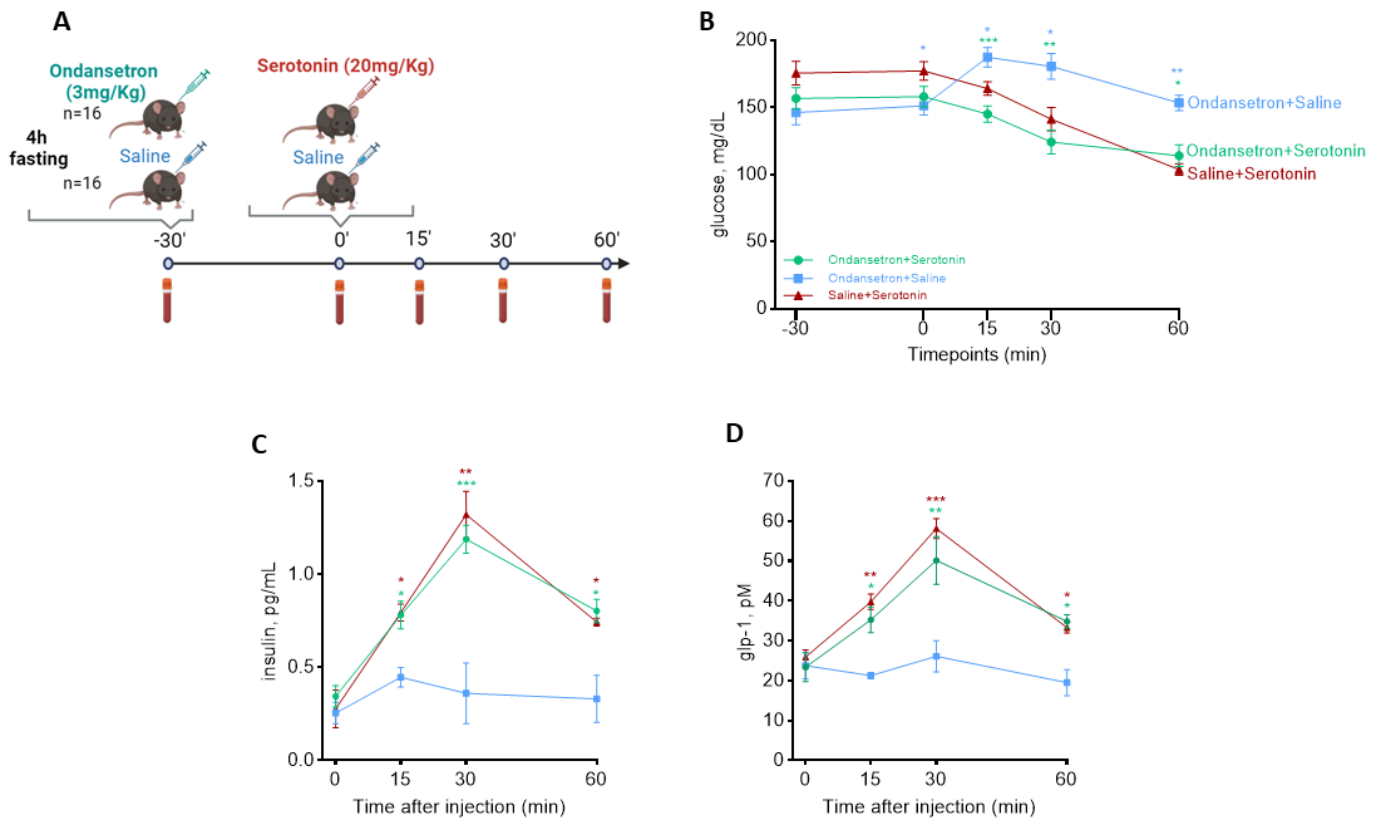 A
Ondansetron
(3mg/Kg)
n=16
4h
fasting
Saline
n=16
Serotonin (20mg/Kg)
Saline
-30'
0'
15'
30'
60'
B
glucose, mg/dL
200
150
100
50
0
*
*
***
*
**
**
*
Ondansetron+Saline
Ondansetron+Serotonin
Saline+Serotonin
Ondansetron+Serotonin
Ondansetron+Saline
Saline+Serotonin
-30
0
15
30
60
Timepoints (min)
C
insulin, pg/mL
1.5
1.0
0.5
0.0
*
*
**
***
*
*
0
15
30
60
Time after injection (min)
D
glp-1, pM
70
60
50
40
30
20
10
0
**
*
***
**
*
*
0
15
30
60
Time after injection (min)